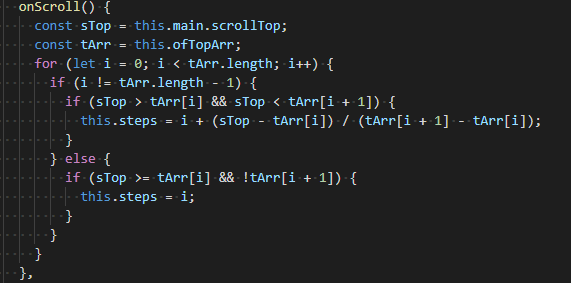 onScroll() {
  const sTop = this.main.scrollTop;
  const tArr = this.ofTopArr;
  for (let i = 0; i < tArr.length; i++) {
    if (i != tArr.length - 1) {
      if (sTop > tArr[i] && sTop < tArr[i + 1]) {
        this.steps = i + (sTop - tArr[i]) / (tArr[i + 1] - tArr[i]);
      }
    } else {
      if (sTop >= tArr[i] && !tArr[i + 1]) {
        this.steps = i;
      }
    }
  }
},